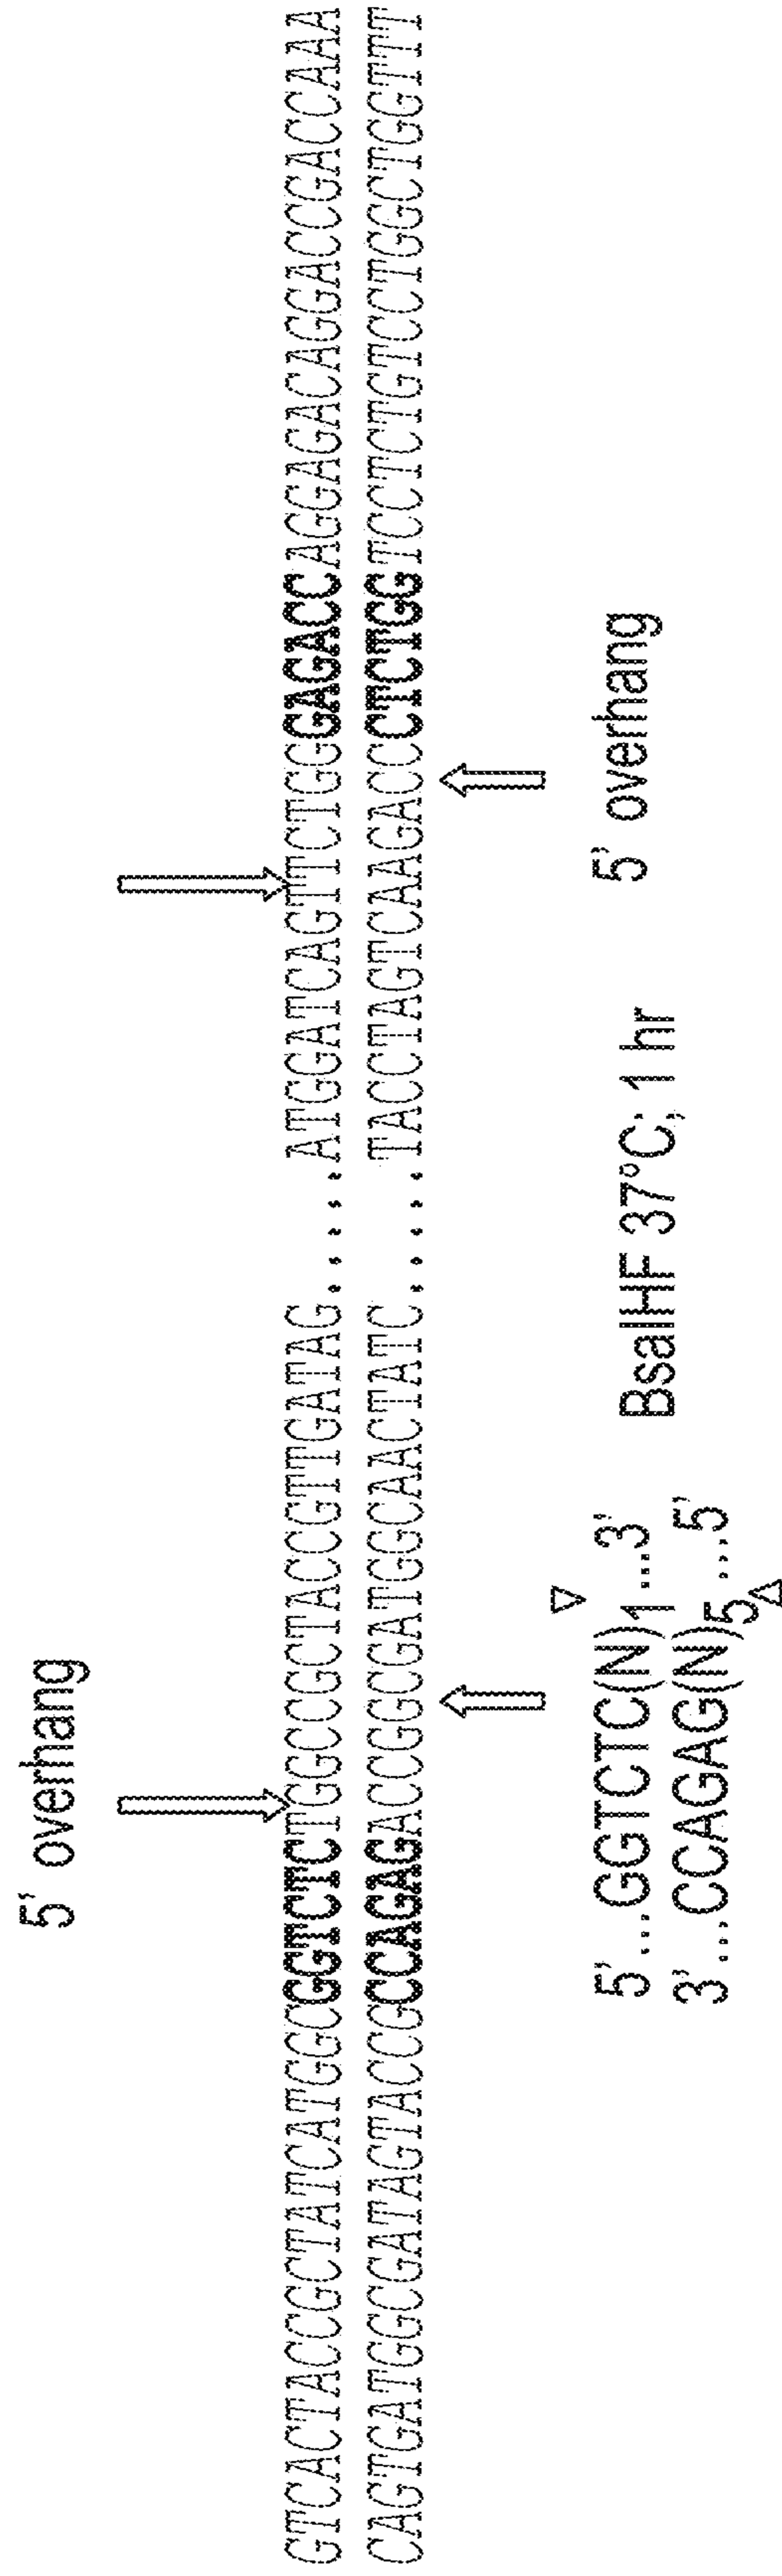 5' overhang
GTCACTACCGCTATCATGGCGGTCTCTGGCCGCTACCGTTGATAG.....ATGGATCAGTTCTGGGAGACCAGGAGACAGGACCGACCAAA
CAGTGATGGCGATAGTACCGCCAGAGACCGGCGATGGCAACTATC.....TACCTAGTCAAGACCCTCTGGTCCTCTGTCCTGGCTGGTTT
5'...GGTCTC(N)1...3'
3'...CCAGAG(N)5...5'
BsaIHF 37°C; 1 hr
5' overhang